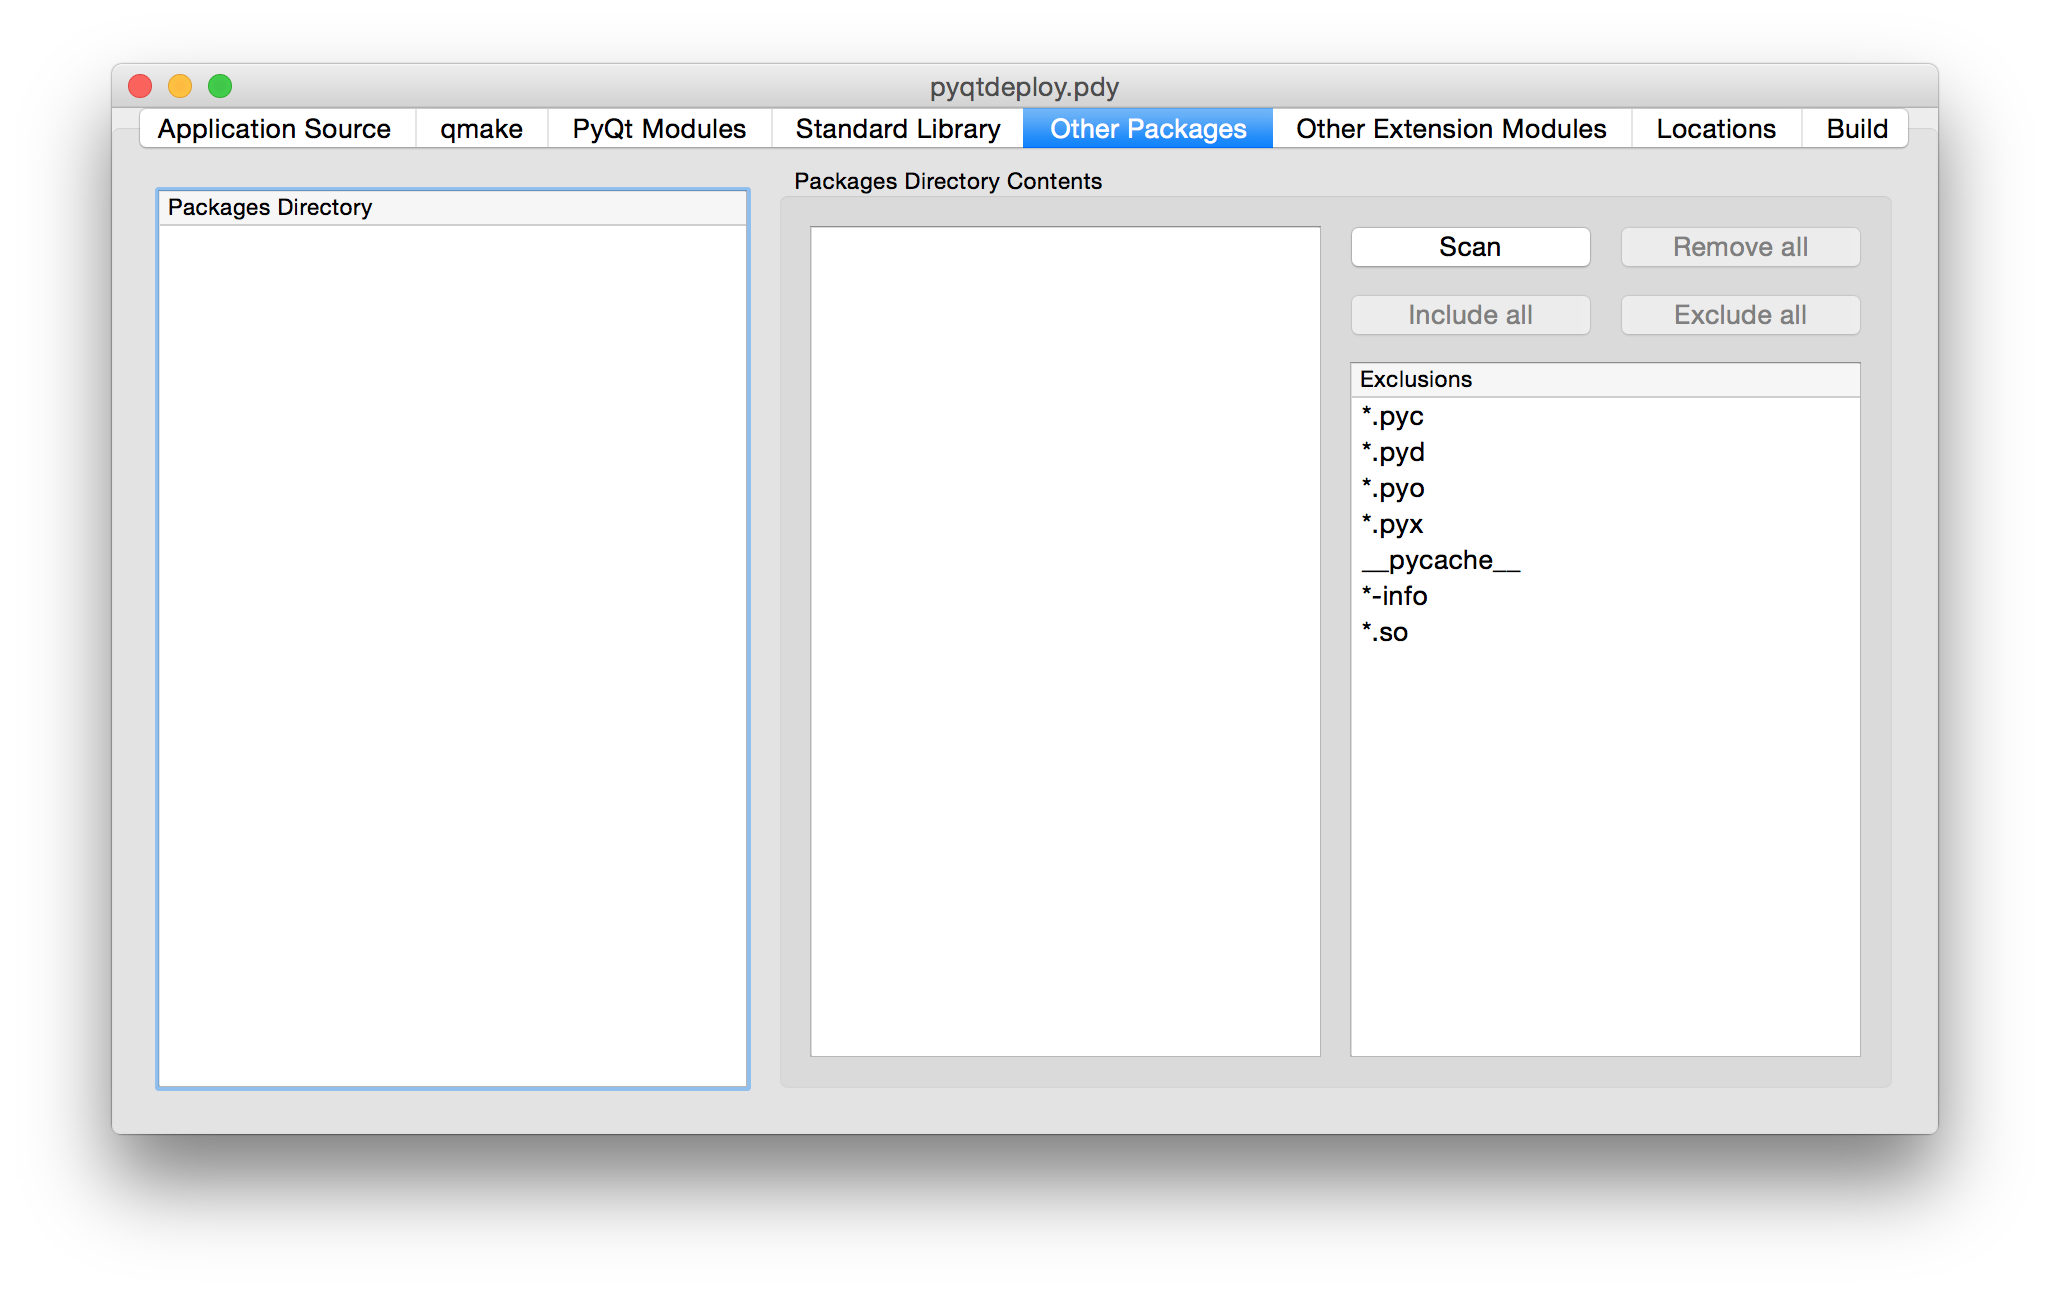 pyqtdeploy.pdy
Application Source qmake PyQt Modules Standard Library Other Packages Other Extension Modules Locations Build
Packages Directory
Packages Directory Contents
Scan Remove all
Include all Exclude all
Exclusions
*.pyc
*.pyd
*.pyo
*.pyx
__pycache__
*-info
*.so